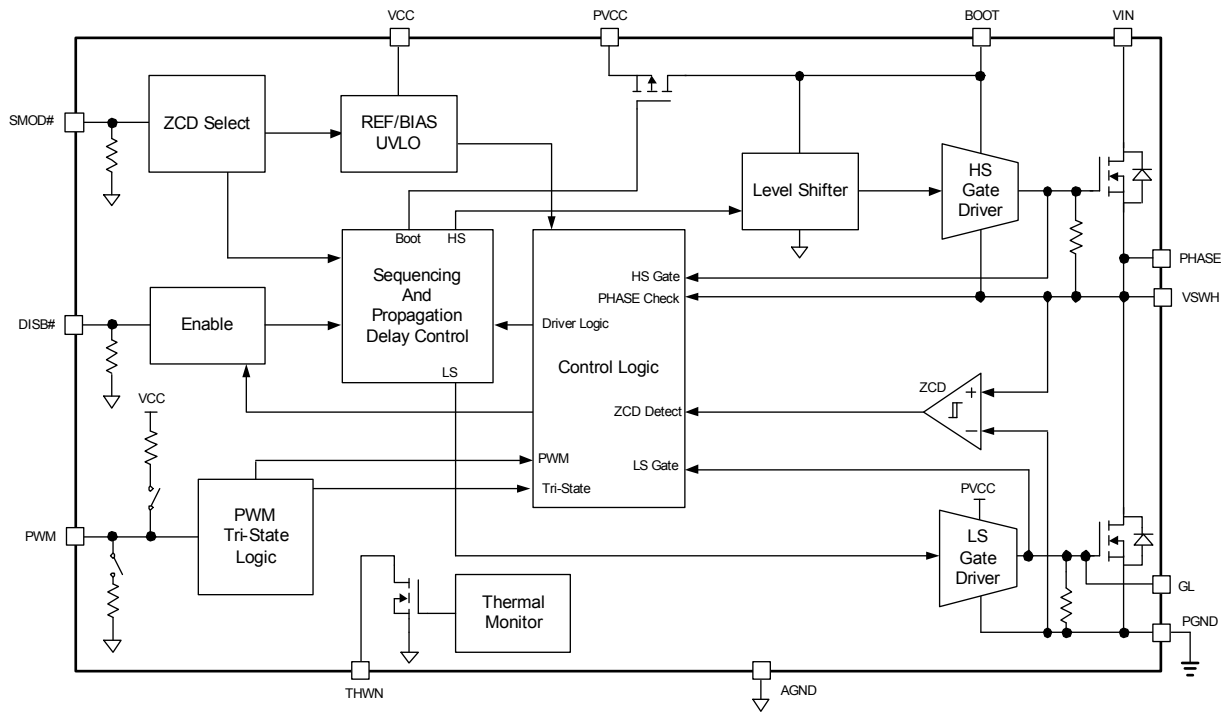 VCC
PVCC
BOOT
VIN
SMOD#
ZCD Select
REF/BIAS
UVLO
Level Shifter
HS
Gate
Driver
Boot
HS
Sequencing
And
Propagation
Delay Control
LS
HS Gate
PHASE Check
Driver Logic
Control Logic
ZCD Detect
LS Gate
PWM
Tri-State
PHASE
VSWH
DISB#
Enable
ZCD
+
−
VCC
PWM
PWM
Tri-State
Logic
PVCC
LS
Gate
Driver
GL
PGND
Thermal
Monitor
THWN
AGND